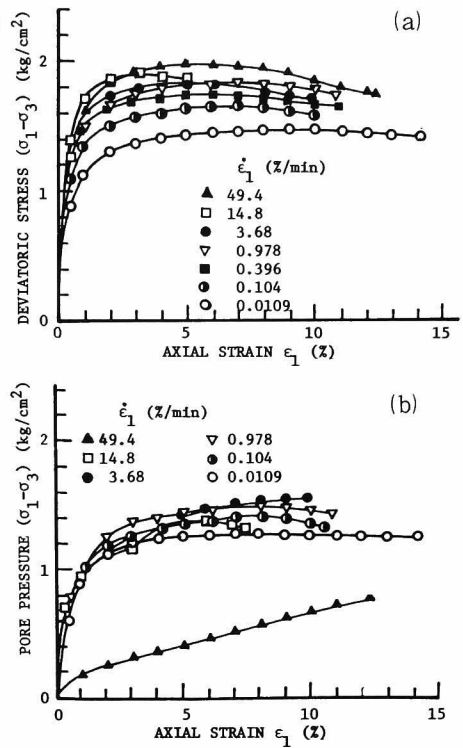 (a)
DEVIATORIC STRESS (σ₁-σ₃) (kg/cm²)
2
1
0
ε̇₁ (%/min)
49.4
14.8
3.68
0.978
0.396
0.104
0.0109
0 5 10 15
AXIAL STRAIN ε₁ (%)
(b)
PORE PRESSURE (σ₁-σ₃) (kg/cm²)
2
1
0
ε̇₁ (%/min)
49.4 0.978
14.8 0.104
3.68 0.0109
0 5 10 15
AXIAL STRAIN ε₁ (%)